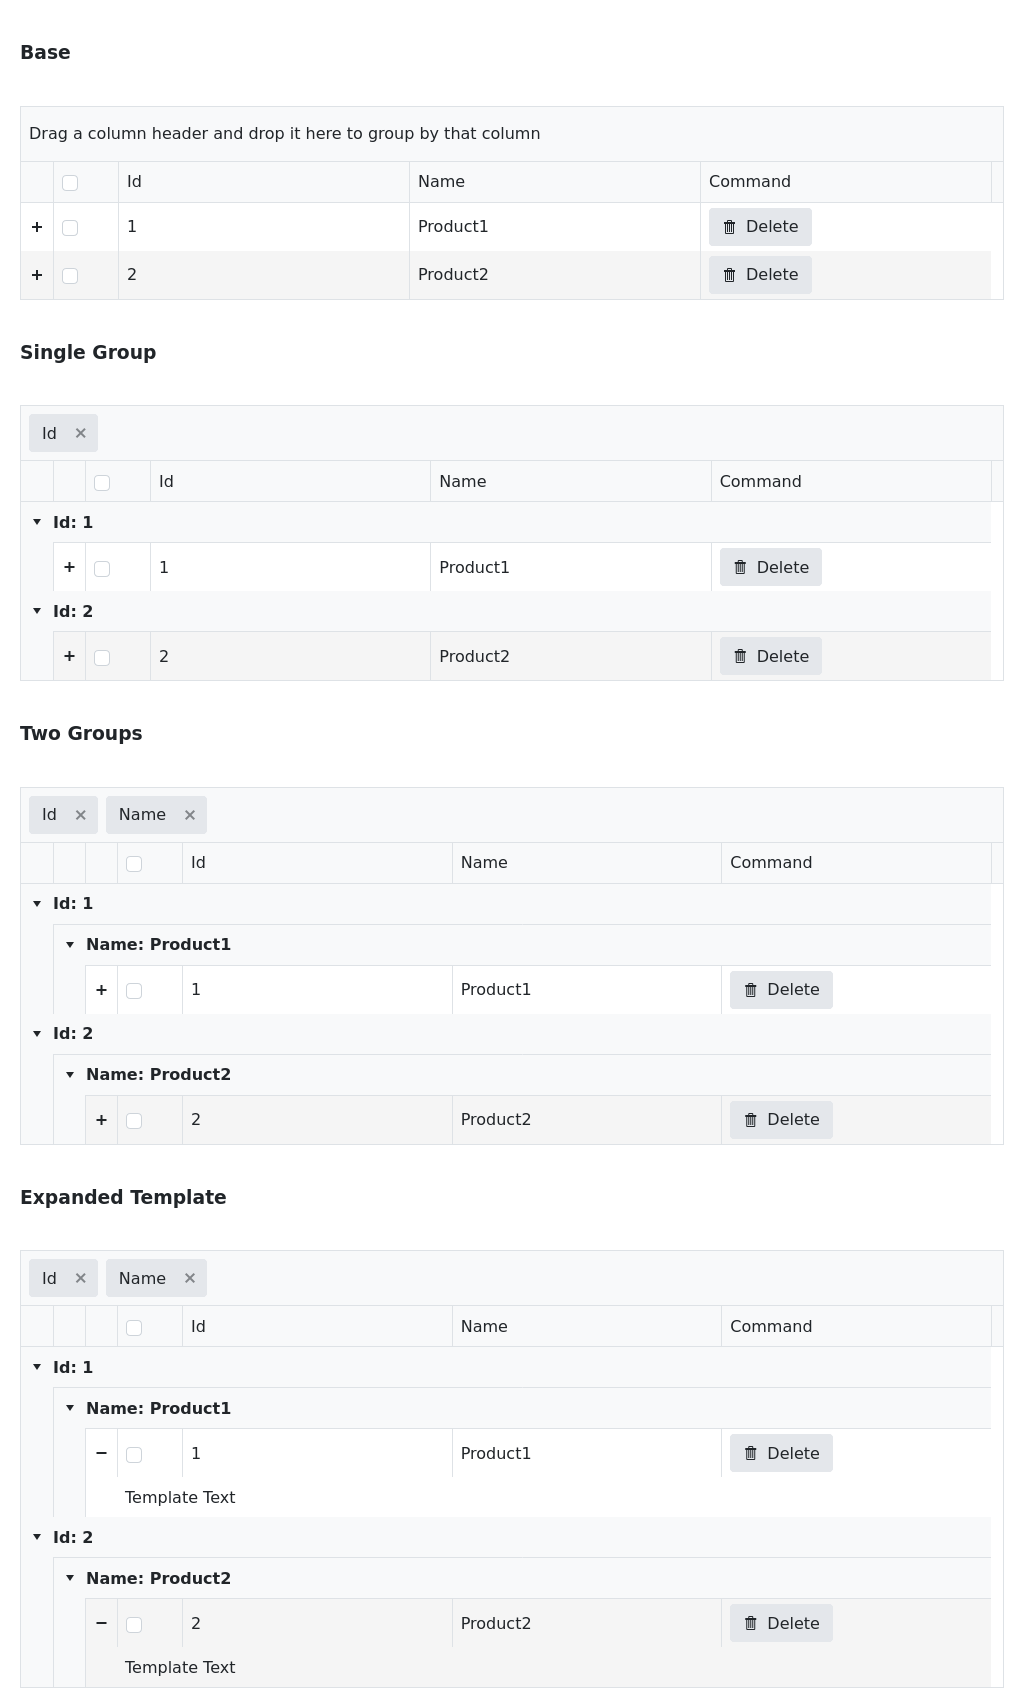 Base
Drag a column header and drop it here to group by that column
Id Name Command
+ 1 Product1 Delete
+ 2 Product2 Delete
Single Group
Id ✕
Id Name Command
Id: 1
+ 1 Product1 Delete
Id: 2
+ 2 Product2 Delete
Two Groups
Id ✕ Name ✕
Id Name Command
Id: 1
Name: Product1
+ 1 Product1 Delete
Id: 2
Name: Product2
+ 2 Product2 Delete
Expanded Template
Id ✕ Name ✕
Id Name Command
Id: 1
Name: Product1
− 1 Product1 Delete
Template Text
Id: 2
Name: Product2
− 2 Product2 Delete
Template Text